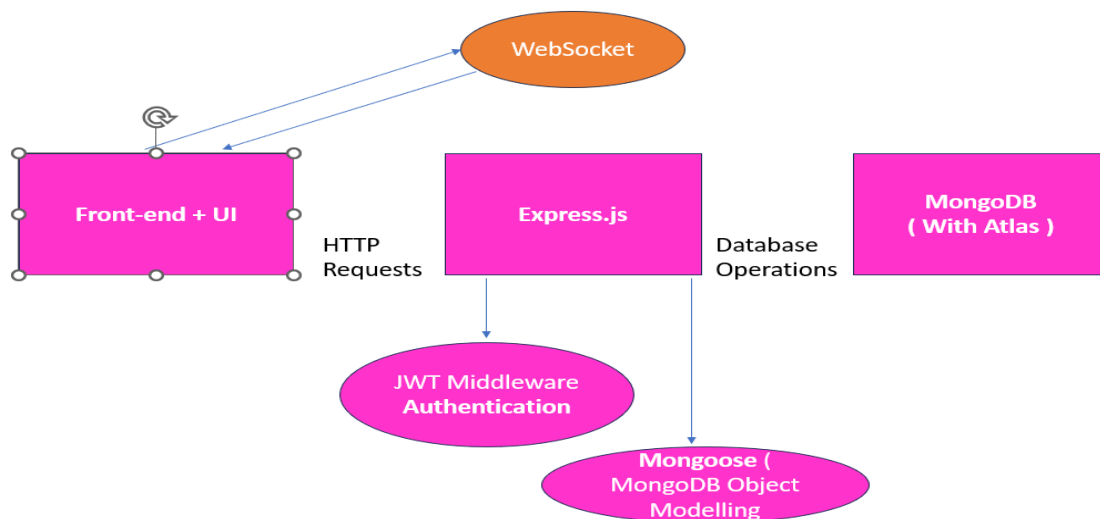 WebSocket
Front-end + UI
Express.js
MongoDB
( With Atlas )
HTTP
Requests
Database
Operations
JWT Middleware
Authentication
Mongoose (
MongoDB Object
Modelling